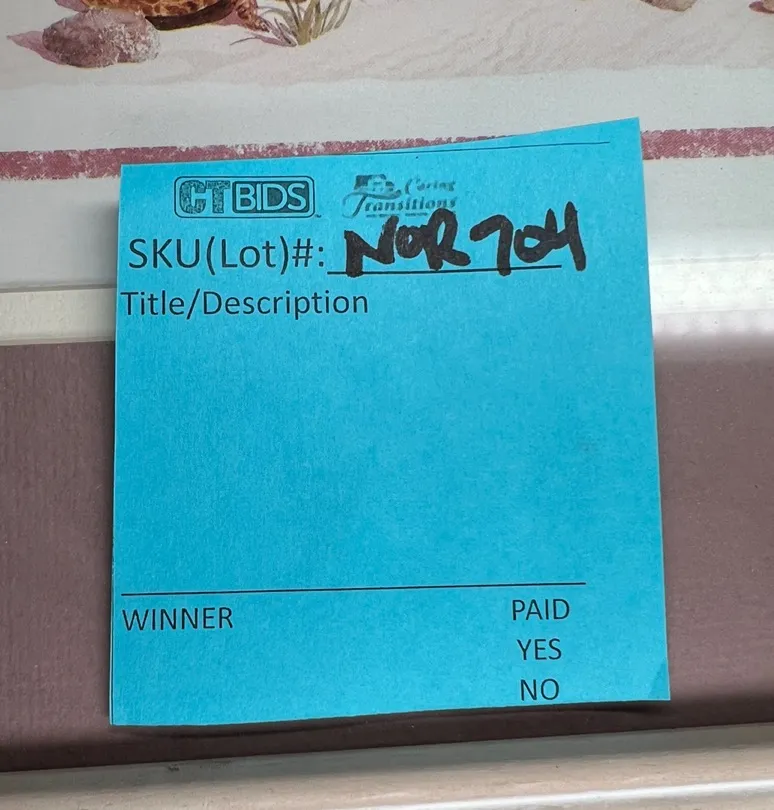 CTBIDS Caring Transitions
SKU(Lot)#: NOR 704
Title/Description
WINNER PAID
YES
NO